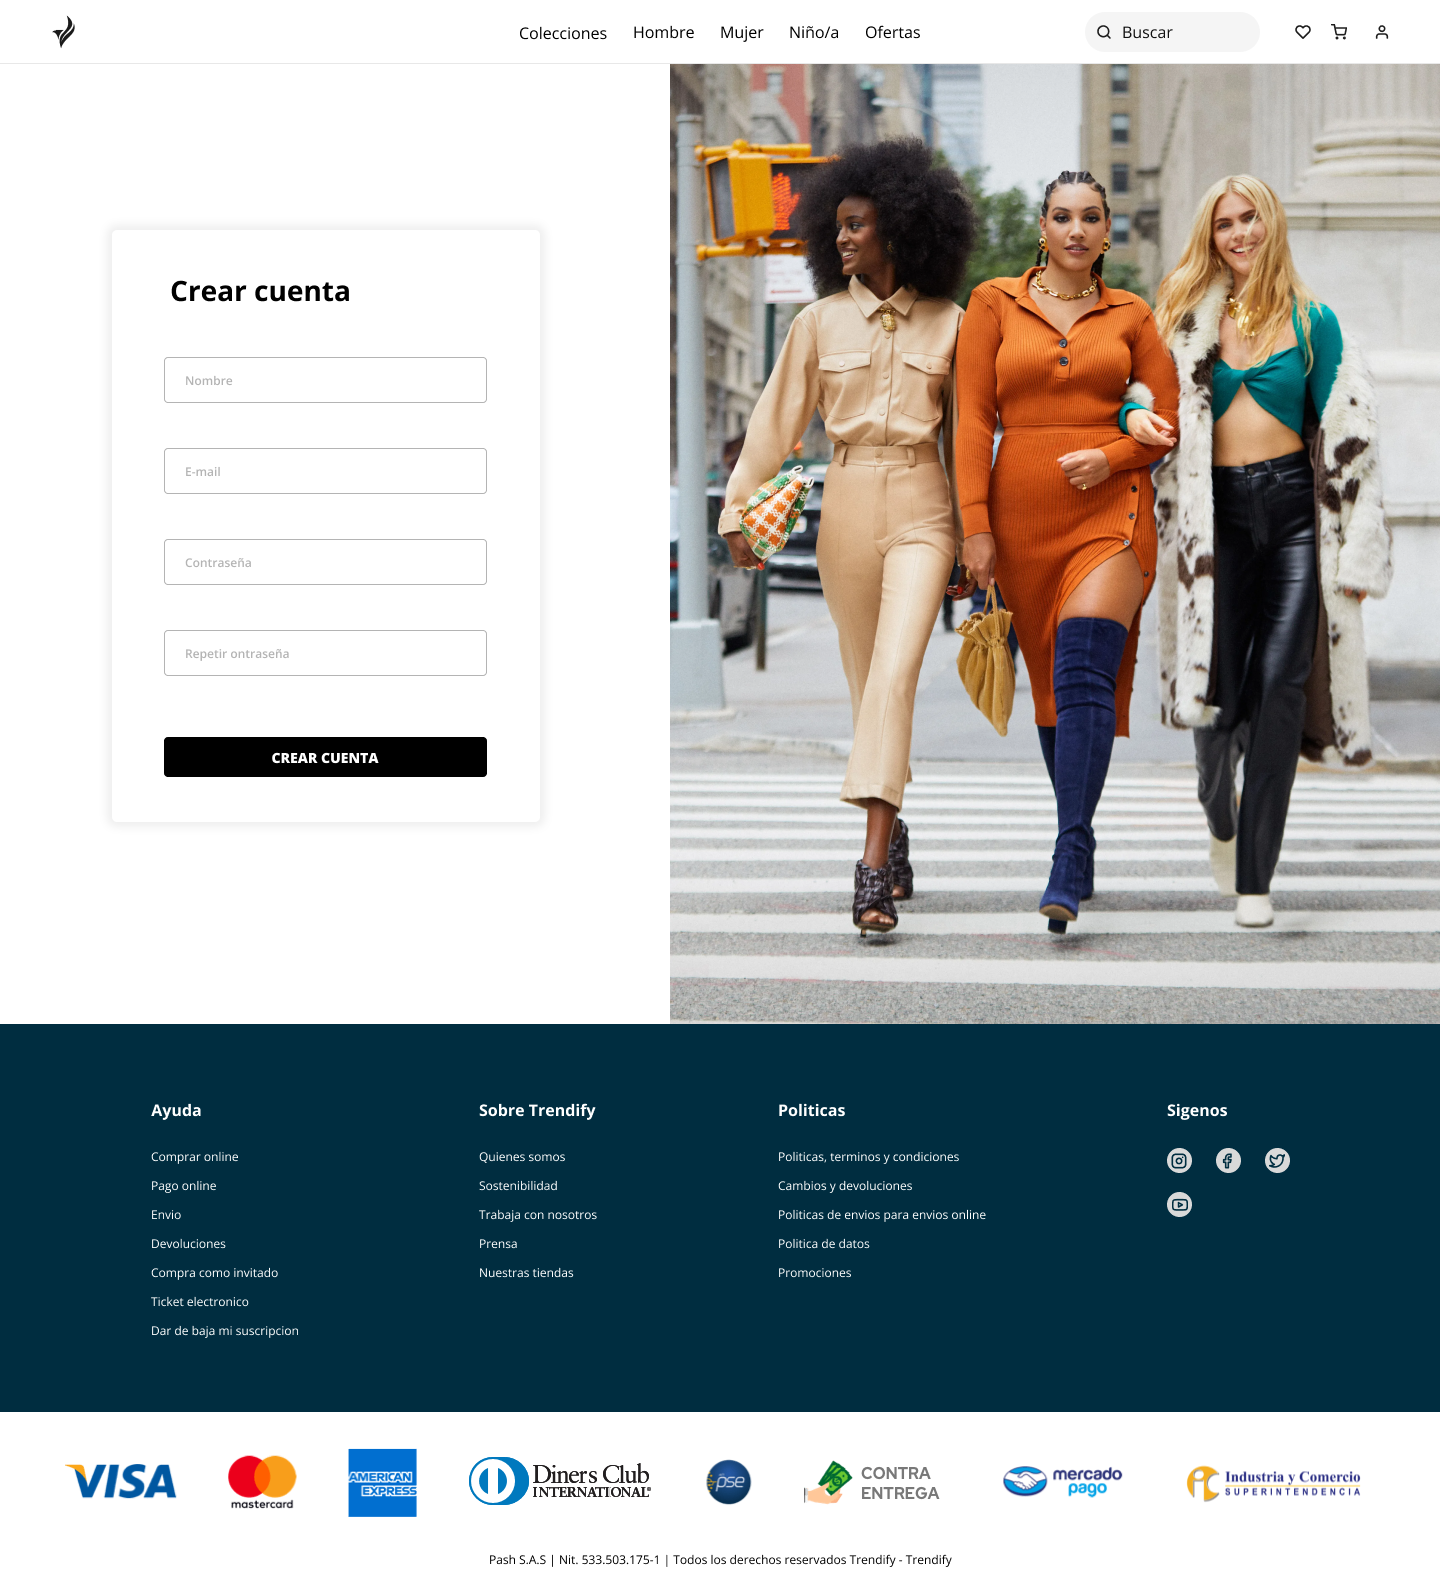 Colecciones Hombre Mujer Niño/a Ofertas Buscar
Crear cuenta
Nombre
E-mail
Contraseña
Repetir ontraseña
CREAR CUENTA
Ayuda
Comprar online
Pago online
Envio
Devoluciones
Compra como invitado
Ticket electronico
Dar de baja mi suscripcion
Sobre Trendify
Quienes somos
Sostenibilidad
Trabaja con nosotros
Prensa
Nuestras tiendas
Politicas
Politicas, terminos y condiciones
Cambios y devoluciones
Politicas de envios para envios online
Politica de datos
Promociones
Sigenos
VISA
mastercard
AMERICAN
EXPRESS
Diners Club
INTERNATIONAL®
pse
CONTRA
ENTREGA
mercado
pago
Industria y Comercio
SUPERINTENDENCIA
Pash S.A.S | Nit. 533.503.175-1 | Todos los derechos reservados Trendify - Trendify